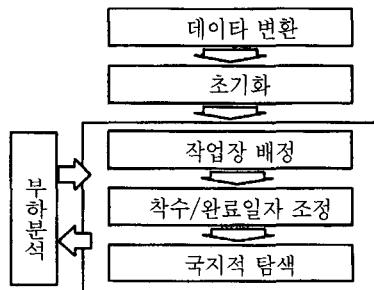 데이타 변환
초기화
작업장 배정
착수/완료일자 조정
국지적 탐색
부하분석